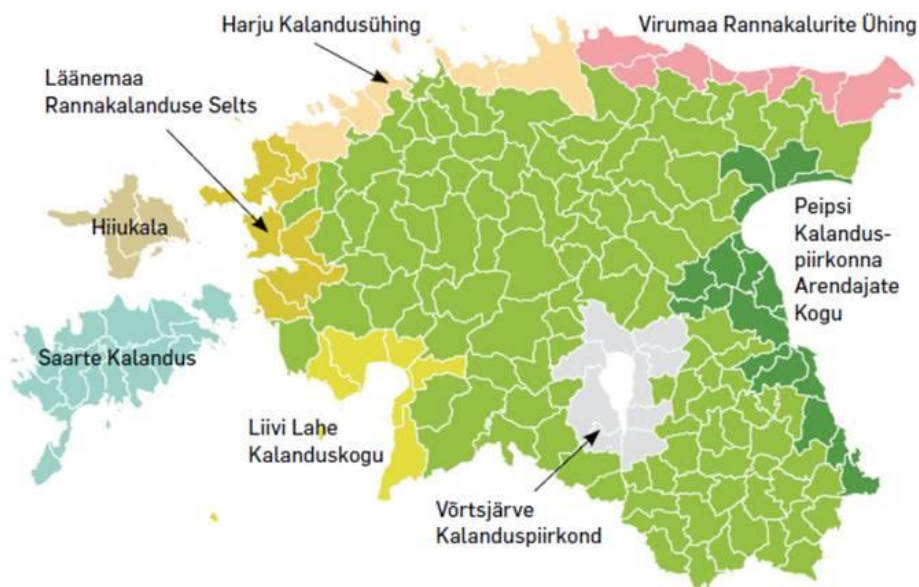 Harju Kalandusühing
Virumaa Rannakalurite Ühing
Läänemaa
Rannakalanduse Selts
Hiiukala
Peipsi
Kalandus-
piirkonna
Arendajate
Kogu
Saarte Kalandus
Liivi Lahe
Kalanduskogu
Võrtsjärve
Kalanduspiirkond